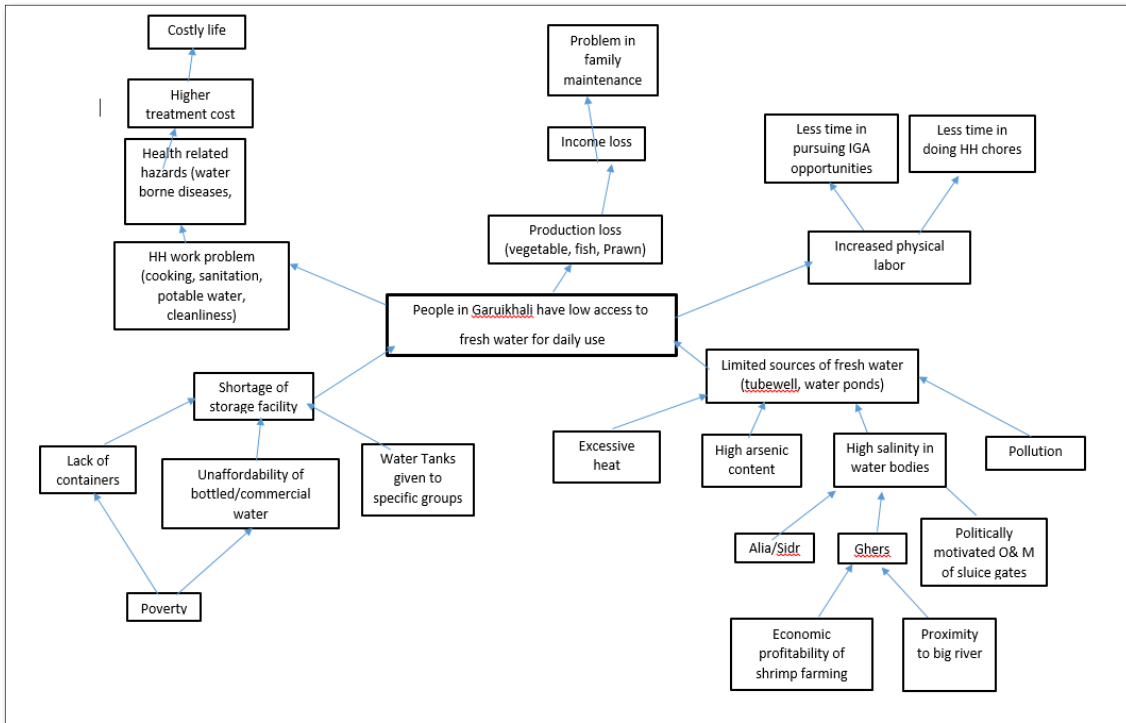 Costly life
Higher
treatment cost
Health related
hazards (water
borne diseases,
HH work problem
(cooking, sanitation,
potable water,
cleanliness)
Problem in
family
maintenance
Income loss
Production loss
(vegetable, fish, Prawn)
Less time in
pursuing IGA
opportunities
Less time in
doing HH chores
Increased physical
labor
People in Garuikhali have low access to
fresh water for daily use
Shortage of
storage facility
Lack of
containers
Unaffordability of
bottled/commercial
water
Water Tanks
given to
specific groups
Poverty
Limited sources of fresh water
(tubewell, water ponds)
Excessive
heat
High arsenic
content
High salinity in
water bodies
Pollution
Alia/Sidr
Ghers
Politically
motivated O& M
of sluice gates
Economic
profitability of
shrimp farming
Proximity
to big river